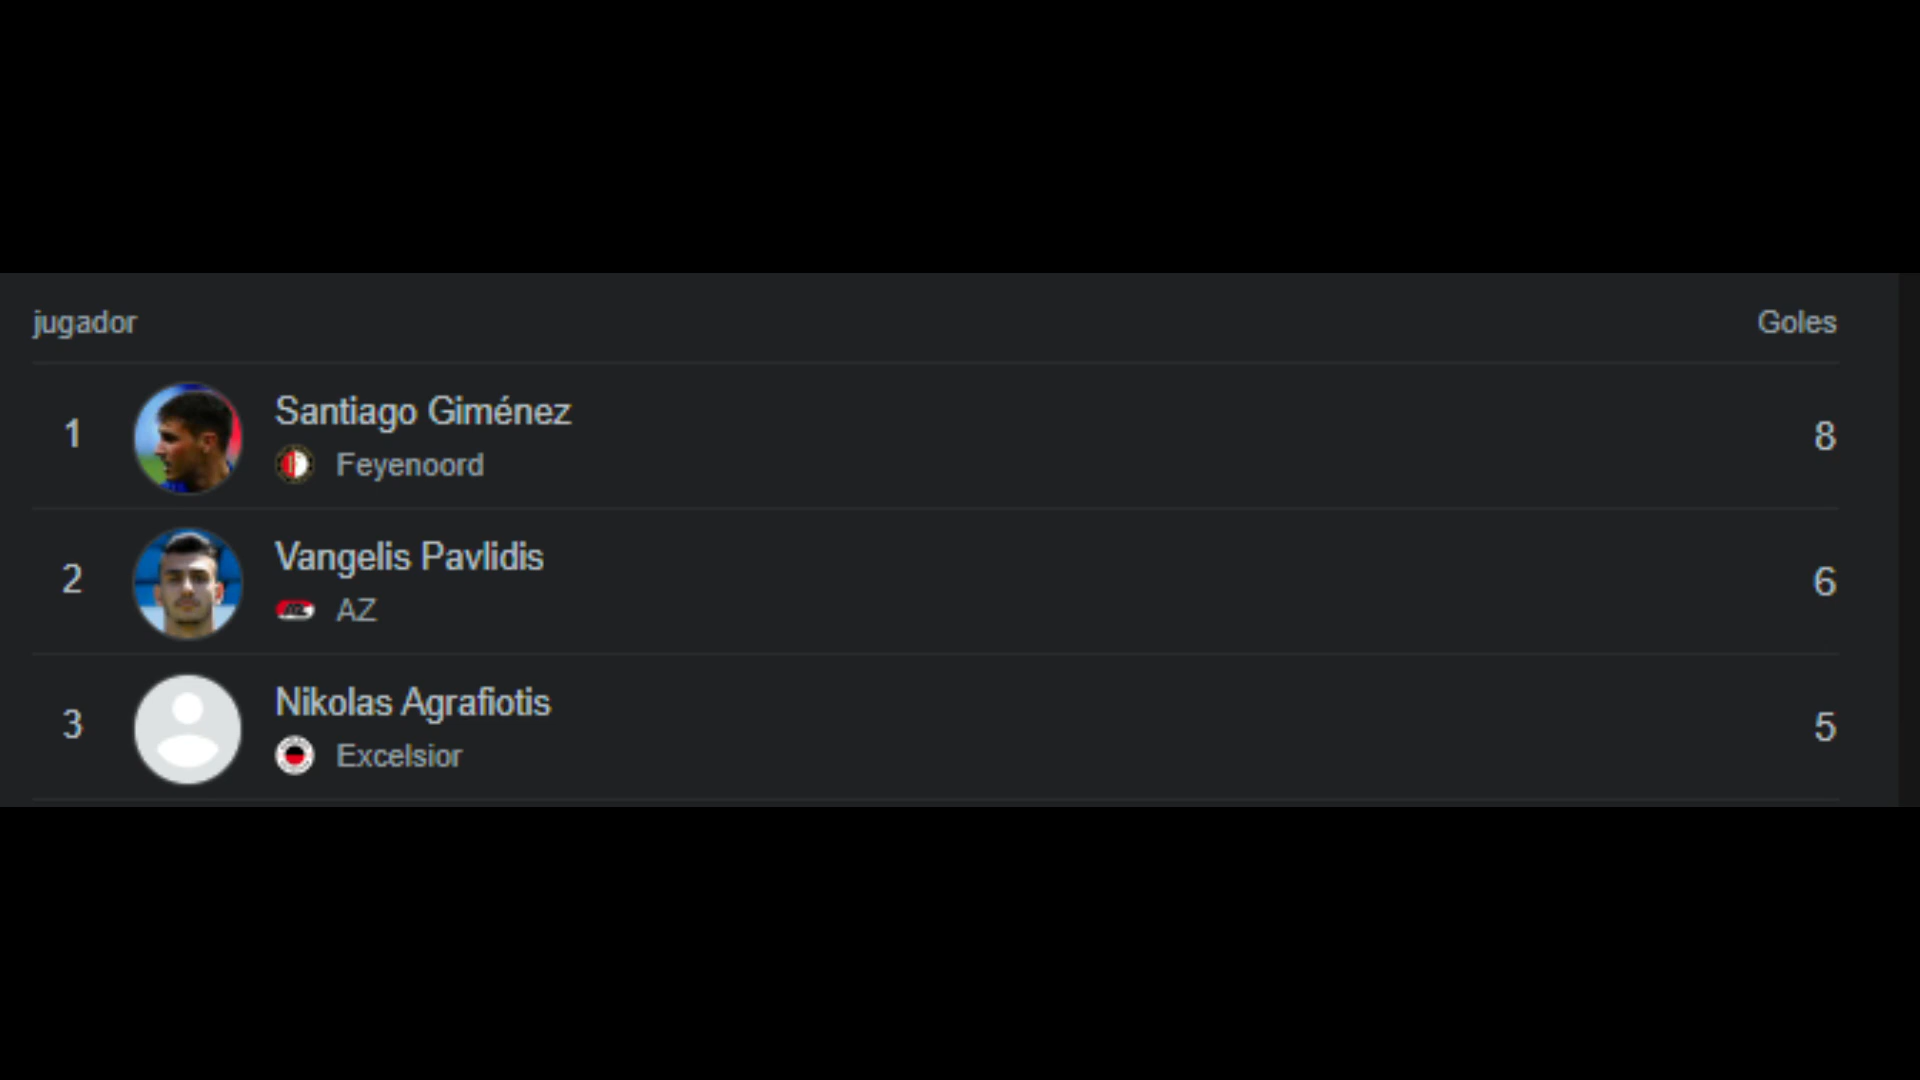 jugador Goles
1 Santiago Giménez 8
Feyenoord
2 Vangelis Pavlidis 6
AZ
3 Nikolas Agrafiotis 5
Excelsior